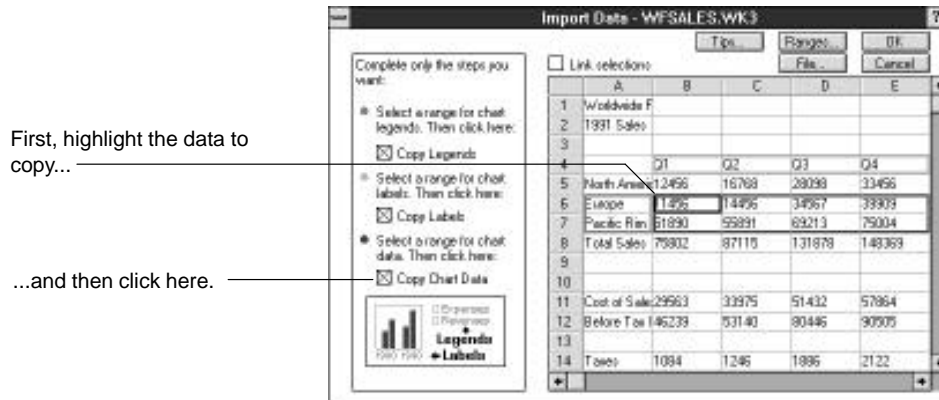 Import Data - WFSALES.WK3
?
Tips... Ranges... OK
File... Cancel
Complete only the steps you
want:
Link selections
Select a range for chart
legends. Then click here:
Copy Legends
Select a range for chart
labels. Then click here:
Copy Labels
Select a range for chart
data. Then click here:
Copy Chart Data
Legends
Labels
First, highlight the data to
copy...
...and then click here.
A B C D E
1 Worldwide F
2 1991 Sales
3
4 Q1 Q2 Q3 Q4
5 North Ameri 12456 16768 28098 33456
6 Europe 11456 14456 34567 39909
7 Pacific Rim 51890 55891 69213 75004
8 Total Sales 75802 87115 131878 148369
9
10
11 Cost of Sale 29563 33975 51432 57864
12 Before Tax 46239 53140 80446 90505
13
14 Taxes 1084 1246 1886 2122